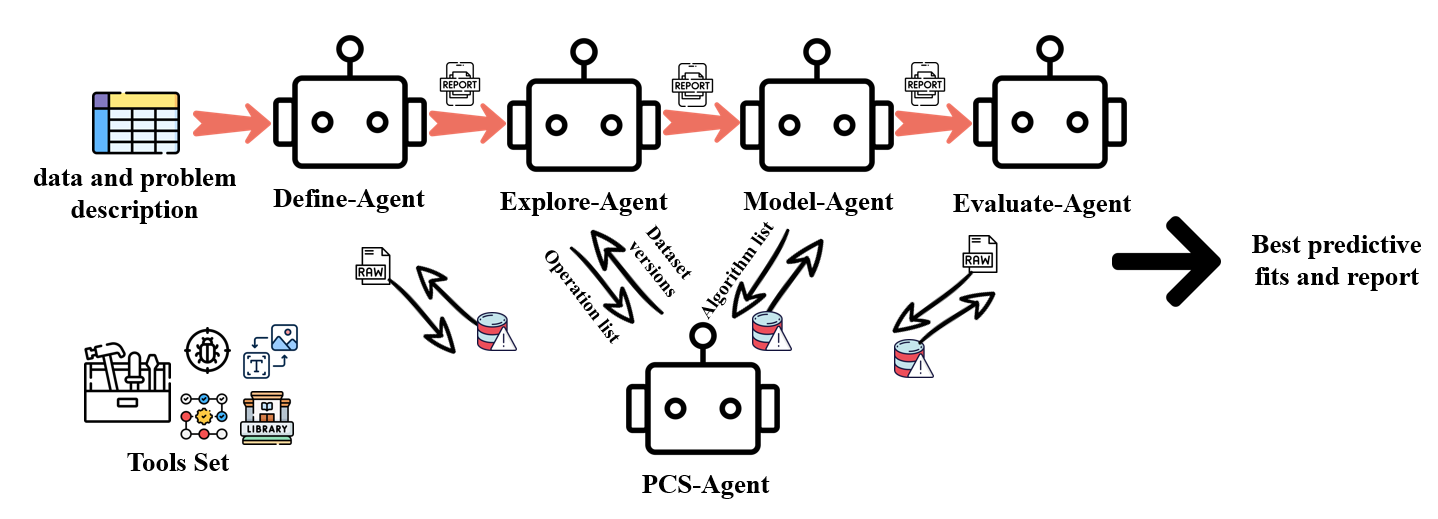 REPORT
REPORT
REPORT
data and problem
description
Define-Agent
Explore-Agent
Model-Agent
Evaluate-Agent
RAW
Operation list
Dataset
versions
Algorithm list
RAW
Best predictive
fits and report
T
LIBRARY
Tools Set
PCS-Agent